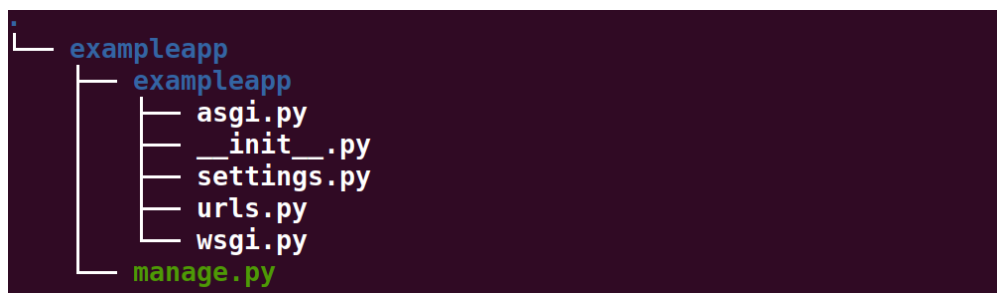 .
└── exampleapp
    ├── exampleapp
    │   ├── asgi.py
    │   ├── __init__.py
    │   ├── settings.py
    │   ├── urls.py
    │   └── wsgi.py
    └── manage.py